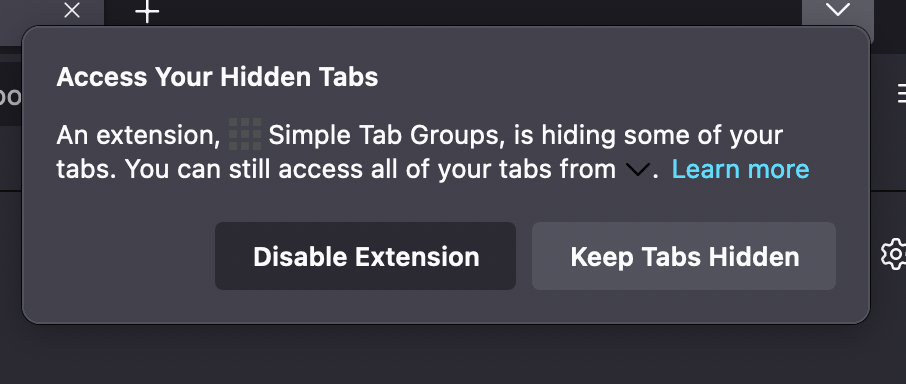 Access Your Hidden Tabs
An extension, Simple Tab Groups, is hiding some of your
tabs. You can still access all of your tabs from . Learn more
Disable Extension
Keep Tabs Hidden